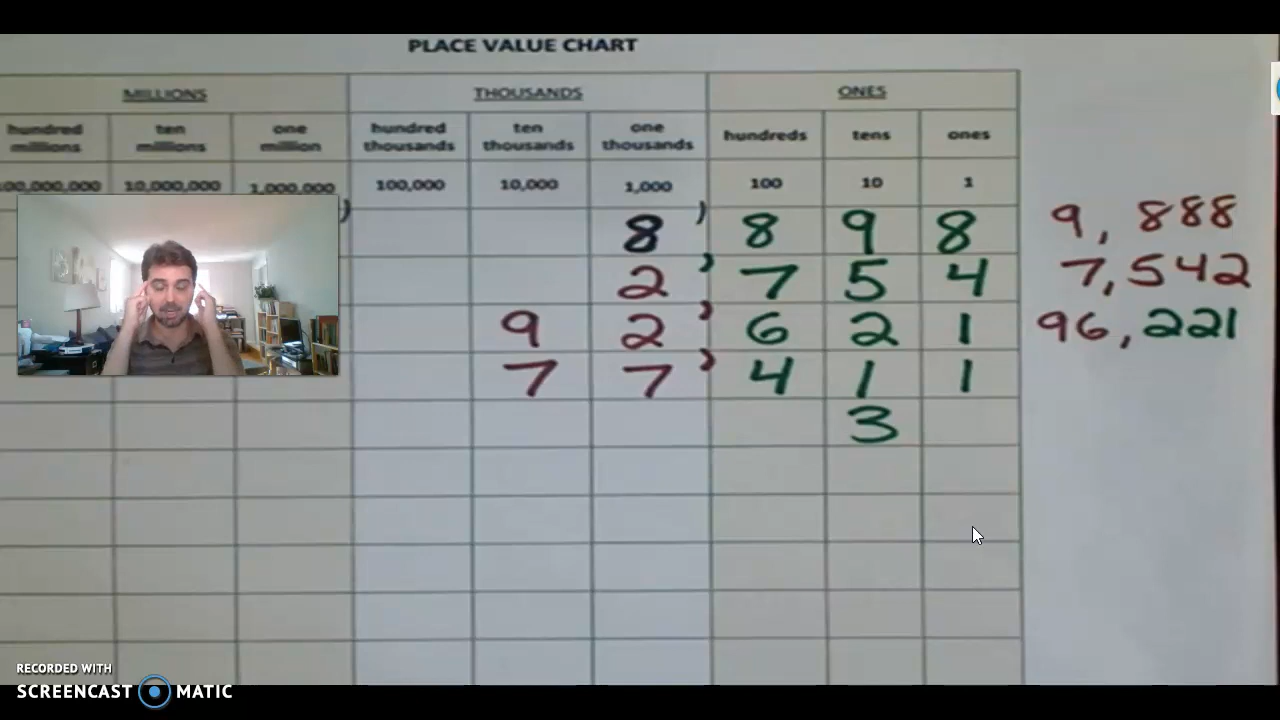 PLACE VALUE CHART
MILLIONS THOUSANDS ONES
hundred millions ten millions one million hundred thousands ten thousands one thousands hundreds tens ones
00,000,000 10,000,000 1,000,000 100,000 10,000 1,000 100 10 1
8, 8 9 8 9, 888
2, 7 5 4 7,542
9 2, 6 2 1 96, 221
7 7, 4 1 1
3
RECORDED WITH
SCREENCAST MATIC